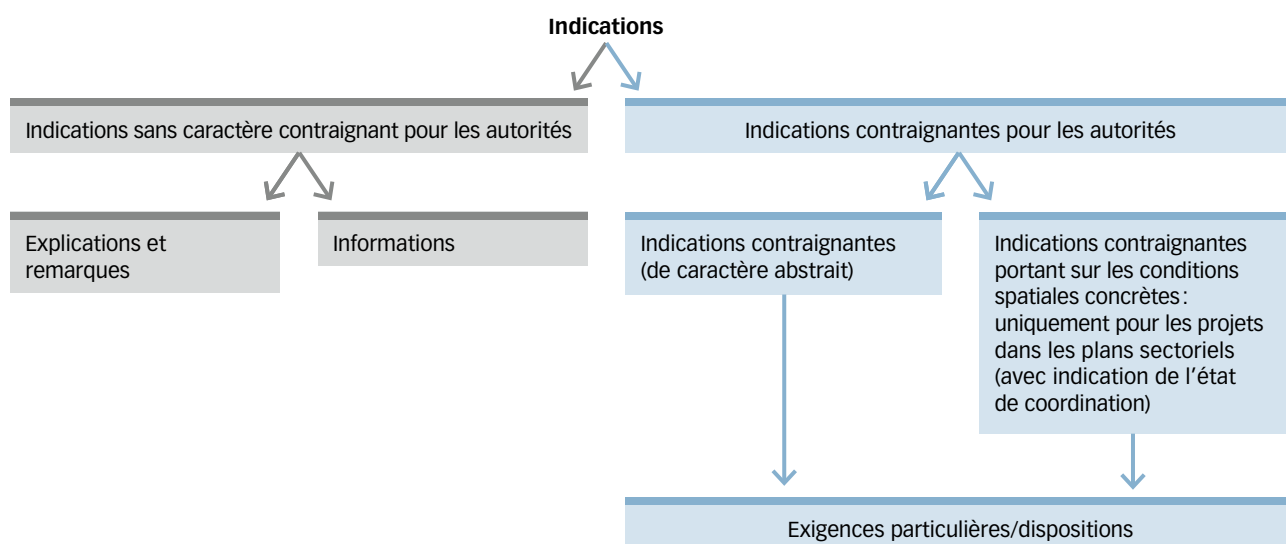 Indications
Indications sans caractère contraignant pour les autorités
Indications contraignantes pour les autorités
Explications et
remarques
Informations
Indications contraignantes
(de caractère abstrait)
Indications contraignantes
portant sur les conditions
spatiales concrètes :
uniquement pour les projets
dans les plans sectoriels
(avec indication de l’état
de coordination)
Exigences particulières/dispositions